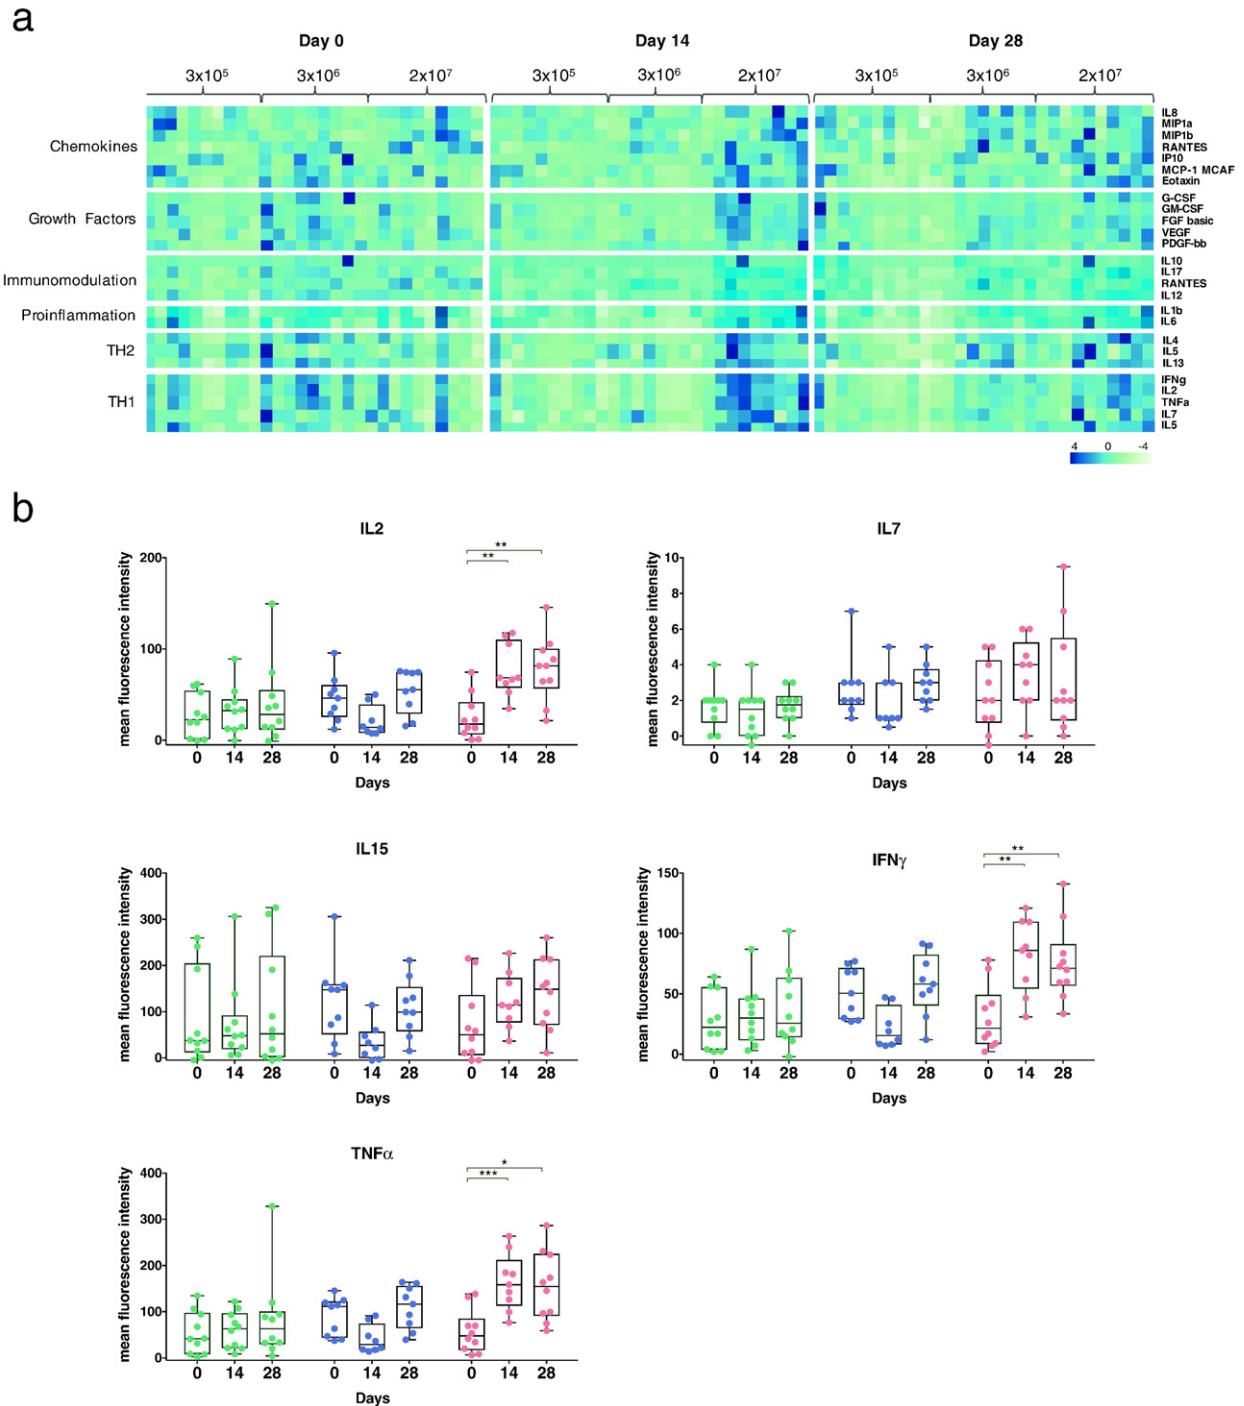 a
Day 0 Day 14 Day 28
3x10⁵ 3x10⁶ 2x10⁷ 3x10⁵ 3x10⁶ 2x10⁷ 3x10⁵ 3x10⁶ 2x10⁷
Chemokines
IL8
MIP1a
MIP1b
RANTES
IP10
MCP-1 MCAF
Eotaxin
Growth Factors
G-CSF
GM-CSF
FGF basic
VEGF
PDGF-bb
Immunomodulation
IL10
IL17
RANTES
IL12
Proinflammation
IL1b
IL6
TH2
IL4
IL5
IL13
TH1
IFNg
IL2
TNFa
IL7
IL5
4 0 -4
b
IL2
mean fluorescence intensity
200
100
0
** 
**
0 14 28 0 14 28 0 14 28
Days
IL7
mean fluorescence intensity
10
8
6
4
2
0
0 14 28 0 14 28 0 14 28
Days
IL15
mean fluorescence intensity
400
300
200
100
0
0 14 28 0 14 28 0 14 28
Days
IFNγ
mean fluorescence intensity
150
100
50
0
**
**
0 14 28 0 14 28 0 14 28
Days
TNFα
mean fluorescence intensity
400
300
200
100
0
*
***
0 14 28 0 14 28 0 14 28
Days